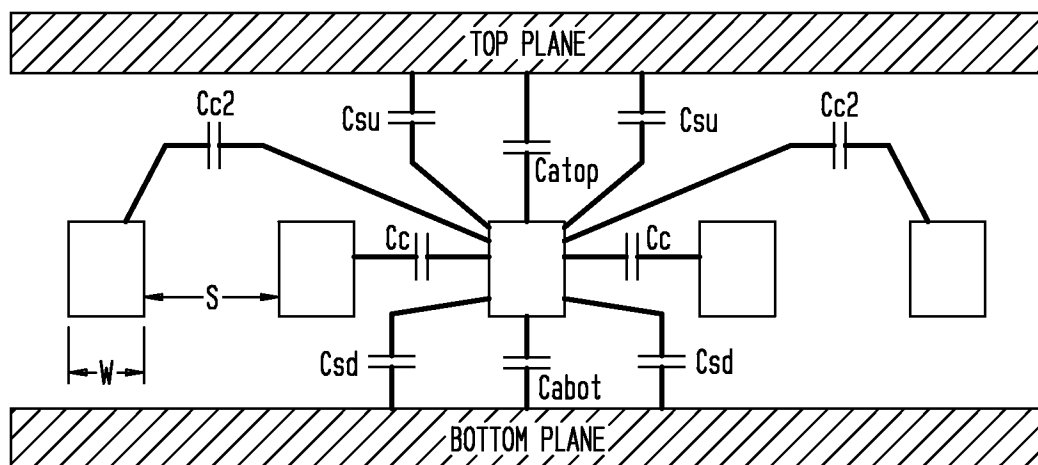 TOP PLANE
Cc2
Csu
Csu
Cc2
Catop
Cc
Cc
S
W
Csd
Csd
Cabot
BOTTOM PLANE